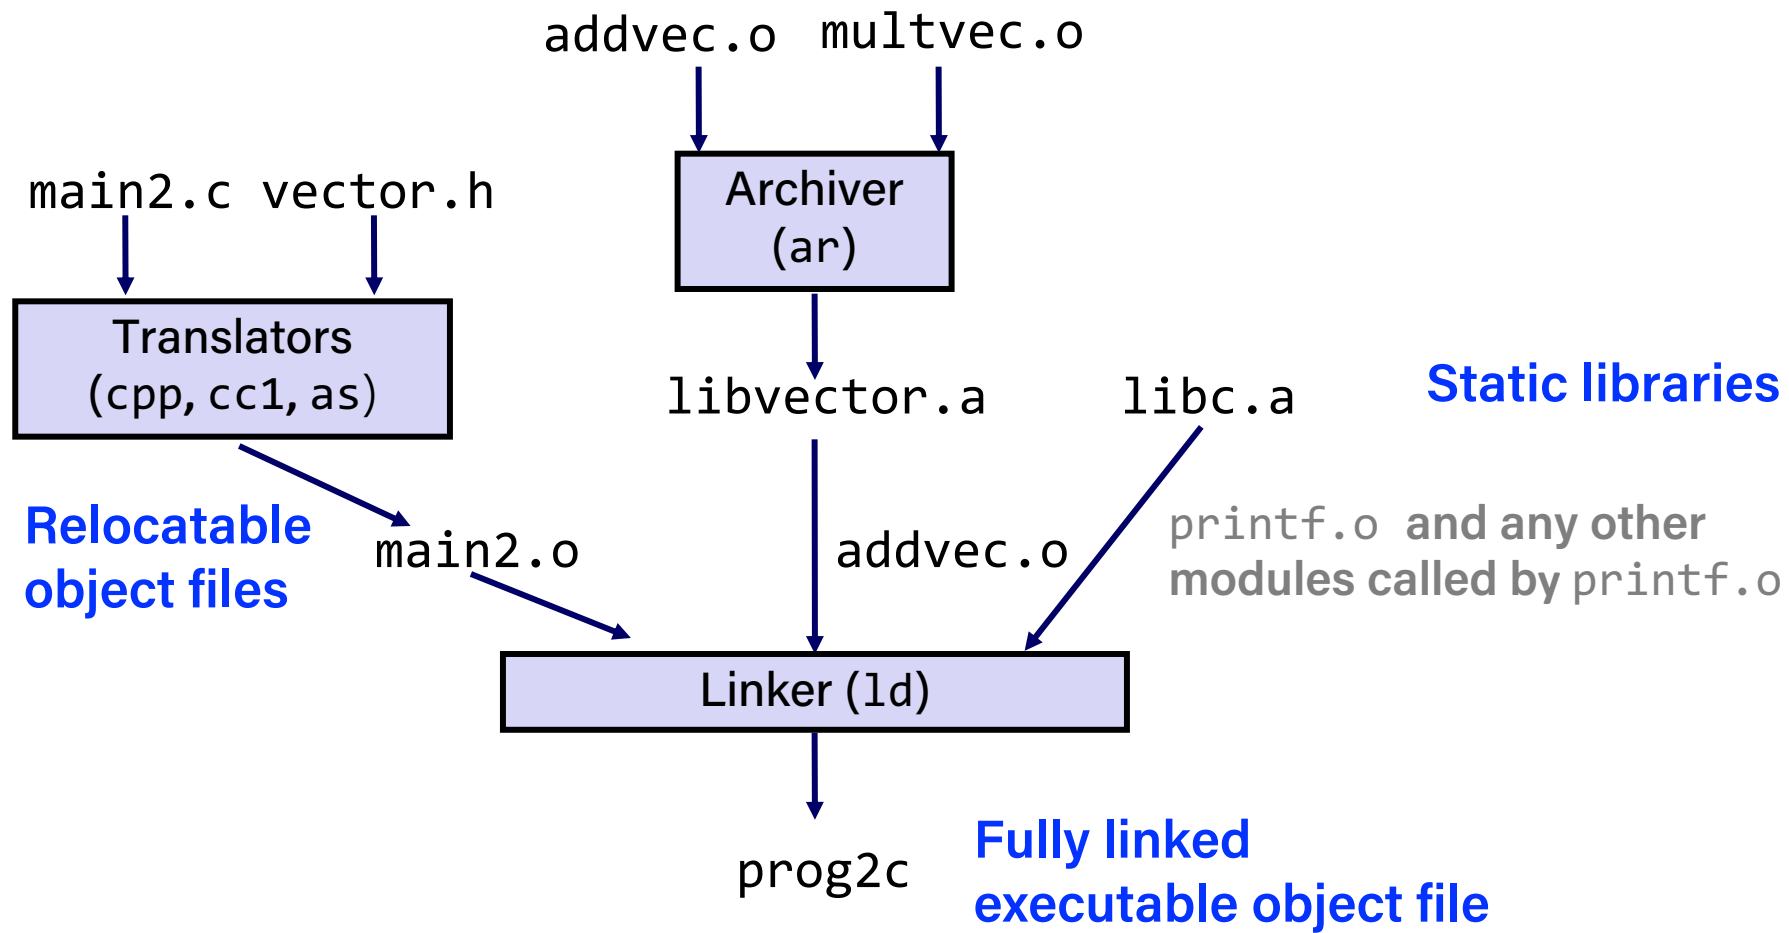 addvec.o multvec.o
main2.c vector.h
Archiver
(ar)
Translators
(cpp, cc1, as)
libvector.a
libc.a
Static libraries
Relocatable
object files
main2.o
addvec.o
printf.o and any other
modules called by printf.o
Linker (ld)
prog2c
Fully linked
executable object file